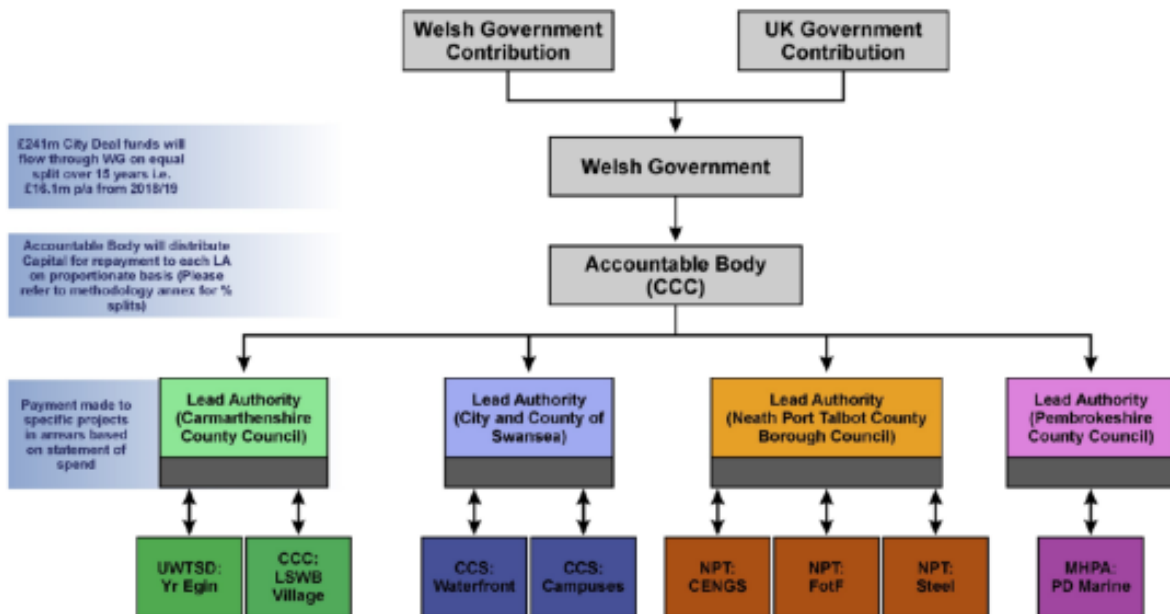 Welsh Government
Contribution
UK Government
Contribution
£241m City Deal funds will
flow through WG on equal
split over 15 years i.e.
£16.1m p/a from 2018/19
Welsh Government
Accountable Body will distribute
Capital for repayment to each LA
on proportionate basis (Please
refer to methodology annex for %
splits)
Accountable Body
(CCC)
Payment made to
specific projects
in arrears based
on statement of
spend
Lead Authority
(Carmarthenshire
County Council)
Lead Authority
(City and County of
Swansea)
Lead Authority
(Neath Port Talbot County
Borough Council)
Lead Authority
(Pembrokeshire
County Council)
UWTSD:
Yr Egin
CCC:
LSWB
Village
CCS:
Waterfront
CCS:
Campuses
NPT:
CENGS
NPT:
FotF
NPT:
Steel
MHPA:
PD Marine